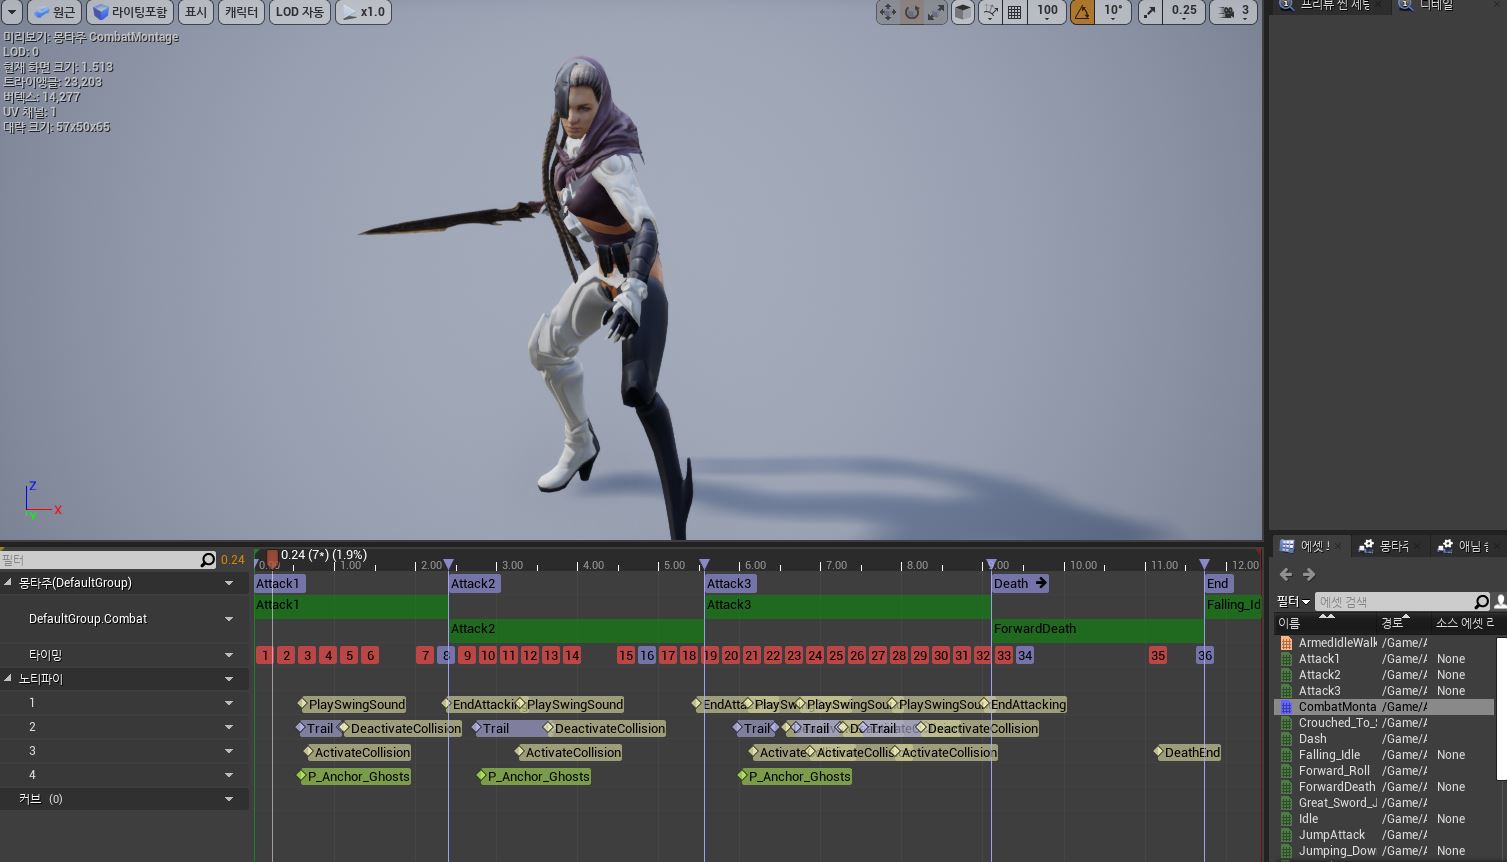 원근 라이팅포함 표시 캐릭터 LOD 자동 x1.0 100 10° 0.25 3
미리보기: 몽타주 CombatMontage
LOD: 0
현재 화면 크기: 1.513
트라이앵글: 23,203
버텍스: 14,277
UV 채널: 1
대략 크기: 57x50x65
Z
X
프리뷰 씬 세팅 디테일
필터 0.24 0.24 (7*) (1.9%)
1.00 2.00 3.00 4.00 5.00 6.00 7.00 8.00 9.00 10.00 11.00 12.00
몽타주(DefaultGroup) Attack1 Attack2 Attack3 Death End
Attack1 Attack3 Falling_Id
DefaultGroup.Combat
Attack2 ForwardDeath
타이밍 1 2 3 4 5 6 7 8 9 10 11 12 13 14 15 16 17 18 19 20 21 22 23 24 25 26 27 28 29 30 31 32 33 34 35 36
노티파이
1 PlaySwingSound EndAttackin PlaySwingSound EndAtta PlaySw PlaySwingSou PlaySwingSou EndAttacking
2 Trail DeactivateCollision Trail DeactivateCollision Trail Trail Trail DeactivateCollision
3 ActivateCollision ActivateCollision Activate ActivateCollis ActivateCollision DeathEnd
4 P_Anchor_Ghosts P_Anchor_Ghosts P_Anchor_Ghosts
커브 (0)
에셋 몽타주 애님
필터 에셋 검색
이름 경로 소스 에셋 리
ArmedIdleWalk /Game/A
Attack1 /Game/A None
Attack2 /Game/A None
Attack3 /Game/A None
CombatMonta /Game/A None
Crouched_To_S /Game/A
Dash /Game/A
Falling_Idle /Game/A None
Forward_Roll /Game/A
ForwardDeath /Game/A None
Great_Sword_J /Game/A
Idle /Game/A None
JumpAttack /Game/A
Jumping_Dow /Game/A None